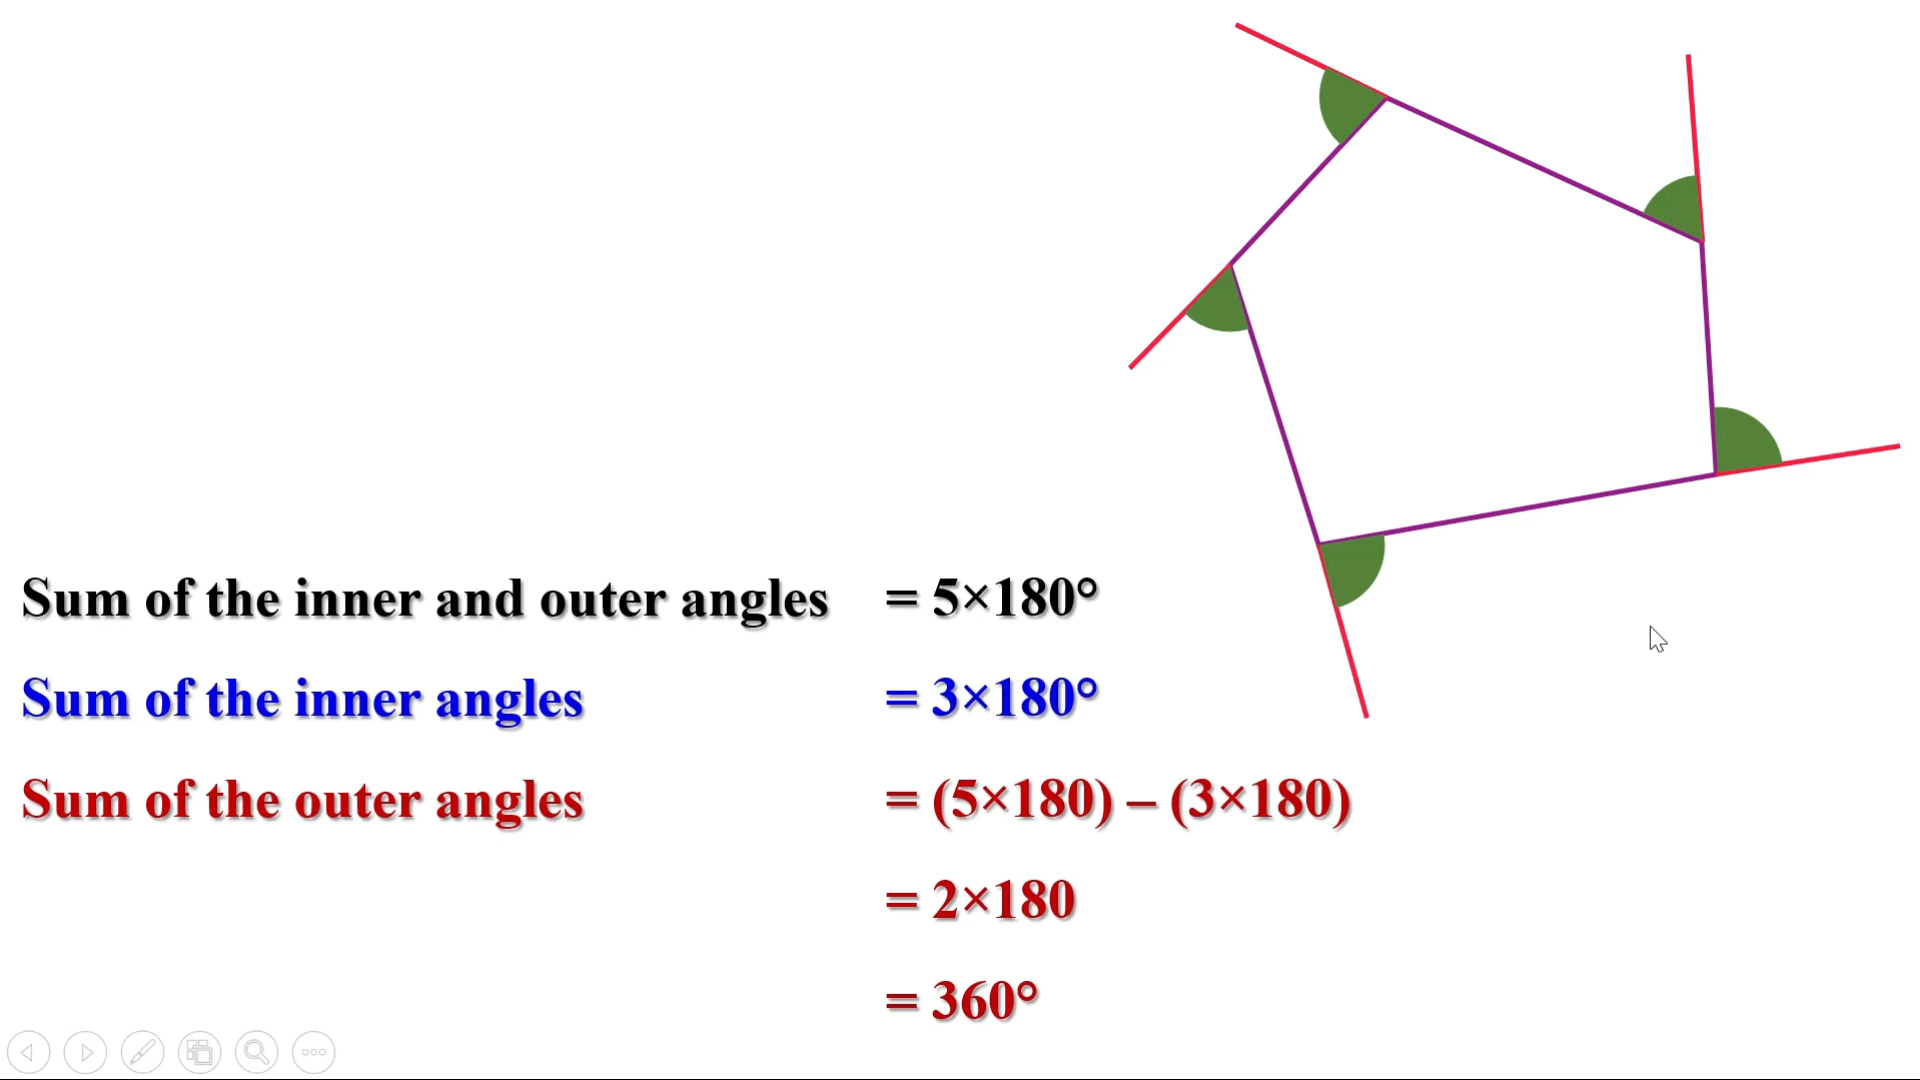 Sum of the inner and outer angles = 5×180°
Sum of the inner angles = 3×180°
Sum of the outer angles = (5×180) – (3×180)
= 2×180
= 360°